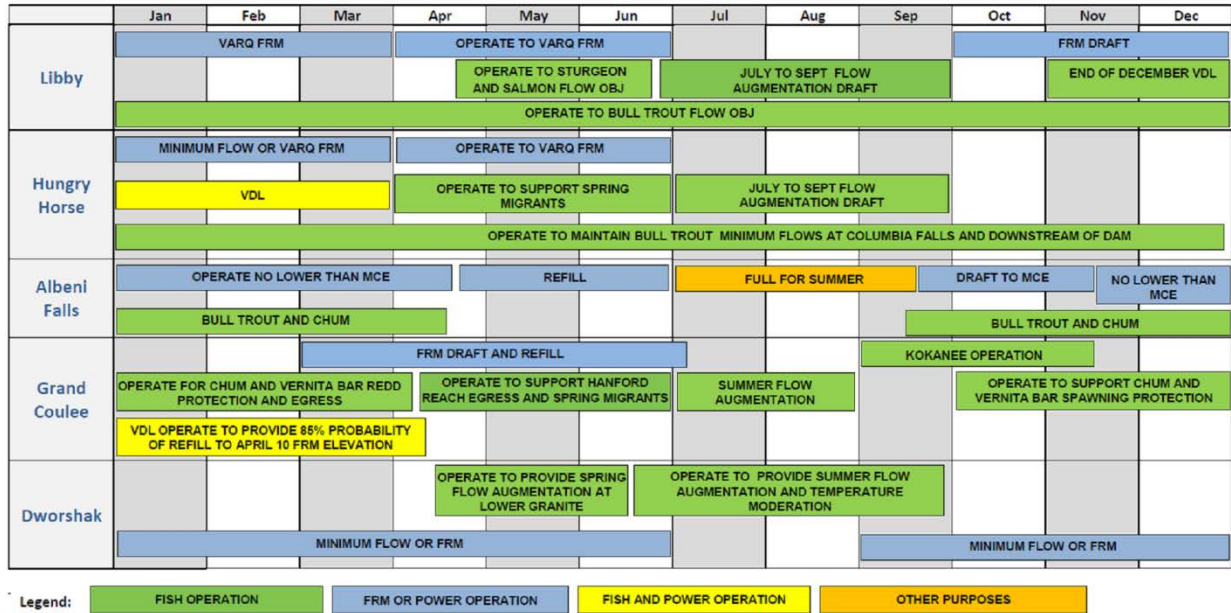 Jan Feb Mar Apr May Jun Jul Aug Sep Oct Nov Dec
Libby
VARQ FRM
OPERATE TO VARQ FRM
FRM DRAFT
OPERATE TO STURGEON
AND SALMON FLOW OBJ
JULY TO SEPT FLOW
AUGMENTATION DRAFT
END OF DECEMBER VDL
OPERATE TO BULL TROUT FLOW OBJ
Hungry
Horse
MINIMUM FLOW OR VARQ FRM
OPERATE TO VARQ FRM
VDL
OPERATE TO SUPPORT SPRING
MIGRANTS
JULY TO SEPT FLOW
AUGMENTATION DRAFT
OPERATE TO MAINTAIN BULL TROUT MINIMUM FLOWS AT COLUMBIA FALLS AND DOWNSTREAM OF DAM
Albeni
Falls
OPERATE NO LOWER THAN MCE
REFILL
FULL FOR SUMMER
DRAFT TO MCE
NO LOWER THAN
MCE
BULL TROUT AND CHUM
BULL TROUT AND CHUM
Grand
Coulee
FRM DRAFT AND REFILL
KOKANEE OPERATION
OPERATE FOR CHUM AND VERNITA BAR REDD
PROTECTION AND EGRESS
OPERATE TO SUPPORT HANFORD
REACH EGRESS AND SPRING MIGRANTS
SUMMER FLOW
AUGMENTATION
OPERATE TO SUPPORT CHUM AND
VERNITA BAR SPAWNING PROTECTION
VDL OPERATE TO PROVIDE 85% PROBABILITY
OF REFILL TO APRIL 10 FRM ELEVATION
Dworshak
OPERATE TO PROVIDE SPRING
FLOW AUGMENTATION AT
LOWER GRANITE
OPERATE TO PROVIDE SUMMER FLOW
AUGMENTATION AND TEMPERATURE
MODERATION
MINIMUM FLOW OR FRM
MINIMUM FLOW OR FRM
Legend:
FISH OPERATION
FRM OR POWER OPERATION
FISH AND POWER OPERATION
OTHER PURPOSES